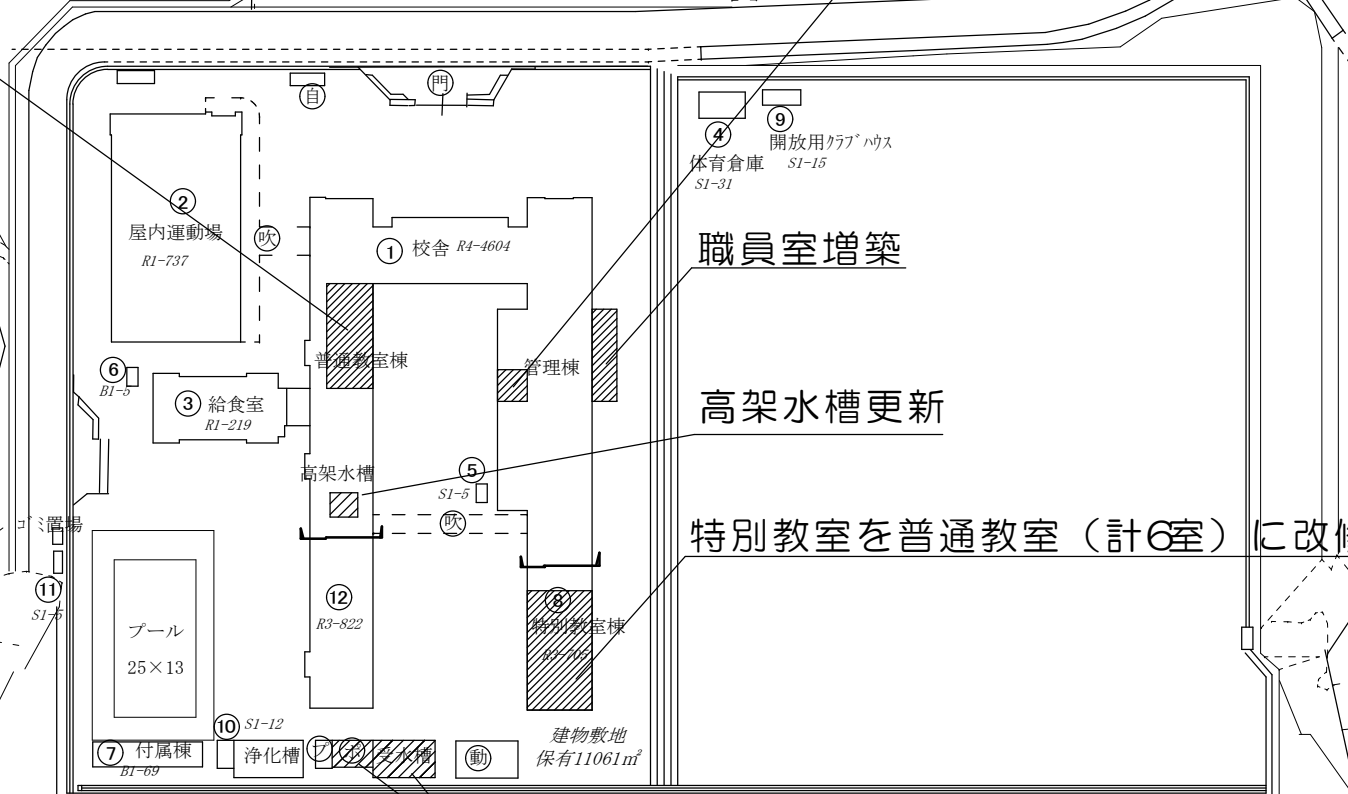 自
門
④
体育倉庫
S1-31
⑨
開放用ｸﾗﾌﾞﾊｳｽ
S1-15
②
屋内運動場
R1-737
吹
① 校舎 R4-4604
職員室増築
普通教室棟
管理棟
⑥
B1-5
③ 給食室
R1-219
高架水槽更新
高架水槽
⑤
S1-5
吹
ゴミ置場
特別教室を普通教室（計6室）に改
⑪
S1-5
⑫
R3-822
⑧
特別教室棟
R3-705
プール
25×13
⑩ S1-12
⑦ 付属棟
B1-69
浄化槽
プ
ポ
受水槽
動
建物敷地
保有11061㎡